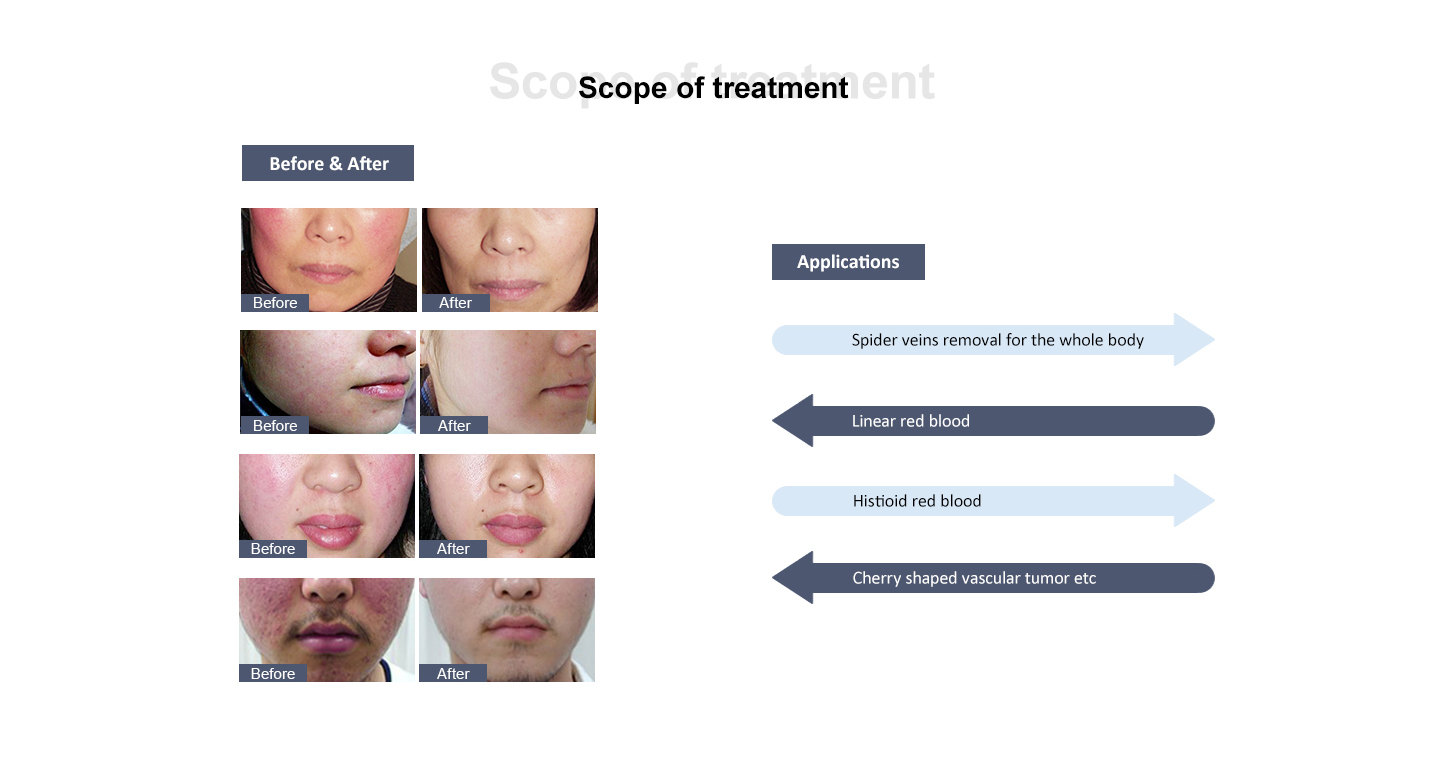 Scope of treatment
Scope of treatment
Before & After
Before
After
Before
After
Before
After
Before
After
Applications
Spider veins removal for the whole body
Linear red blood
Histioid red blood
Cherry shaped vascular tumor etc